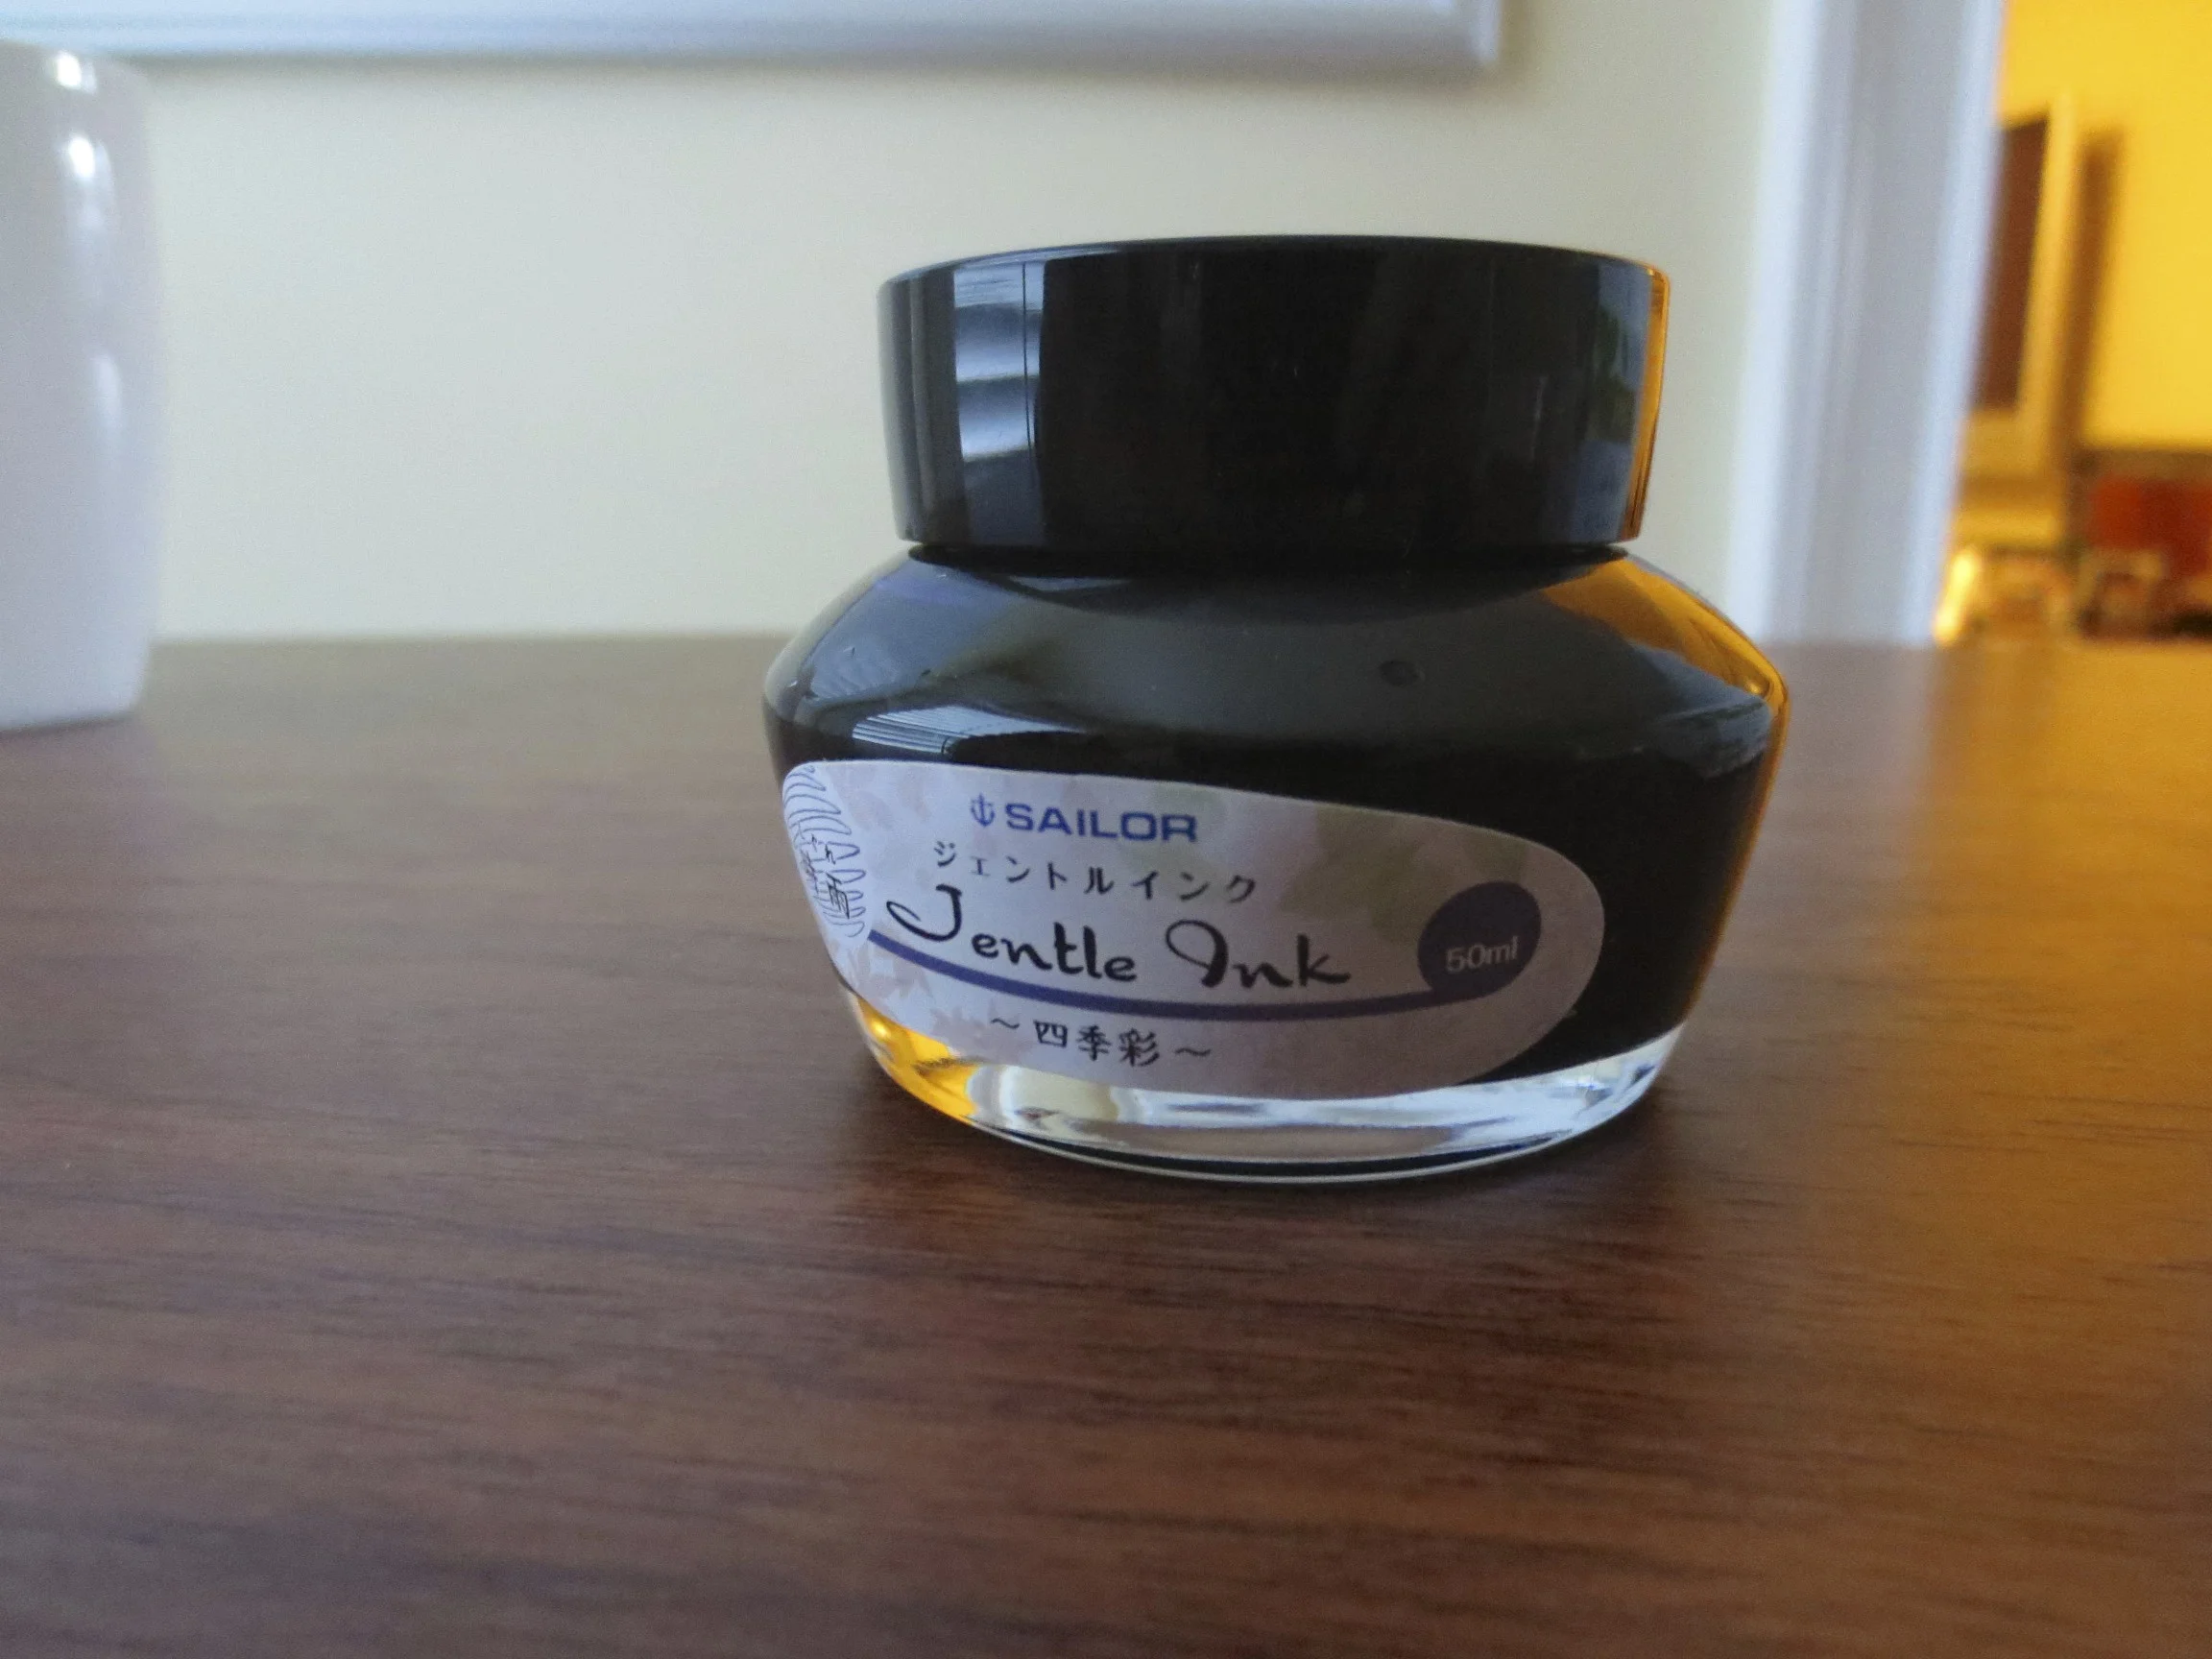 SAILOR
ジェントルインク
Jentle Ink
50ml
～四季彩～